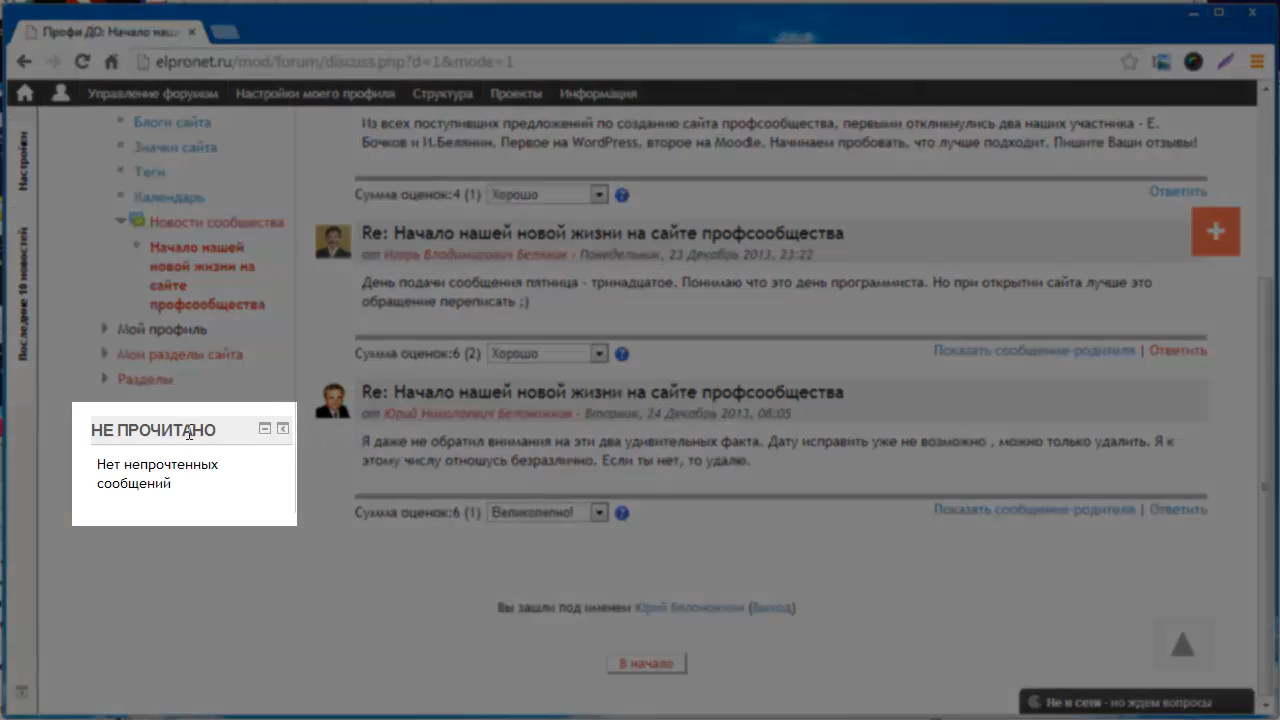 Профи ДО: Начало наш
elpronet.ru/mod/forum/discuss.php?d=1&mode=1
Управление форумом Настройки моего профиля Структура Проекты Информация
Настройки
Последние 10 новостей
Блоги сайта
Значки сайта
Теги
Календарь
Новости сообщества
Начало нашей
новой жизни на
сайте
профсообщества
Мой профиль
Мои разделы сайта
Разделы
НЕ ПРОЧИТАНО
Нет непрочтенных
сообщений
Из всех поступивших предложений по созданию сайта профсообщества, первыми откликнулись два наших участника - Е.
Бочков и И.Белянин. Первое на WordPress, второе на Moodle. Начинаем пробовать, что лучше подходит. Пишите Ваши отзывы!
Сумма оценок:4 (1) Хорошо Ответить
Re: Начало нашей новой жизни на сайте профсообщества
от Игорь Владимирович Белянин - Понедельник, 23 Декабрь 2013, 23:22
День подачи сообщения пятница - тринадцатое. Понимаю что это день программиста. Но при открытии сайта лучше это
обращение переписать ;)
Сумма оценок:6 (2) Хорошо Показать сообщение-родителя | Ответить
Re: Начало нашей новой жизни на сайте профсообщества
от Юрий Николаевич Белоножкин - Вторник, 24 Декабрь 2013, 08:05
Я даже не обратил внимания на эти два удивительных факта. Дату исправить уже не возможно , можно только удалить. Я к
этому числу отношусь безразлично. Если ты нет, то удалю.
Сумма оценок:6 (1) Великолепно! Показать сообщение-родителя | Ответить
Вы зашли под именем Юрий Белоножкин (Выход)
В начало
Не в сети - но ждем вопросы